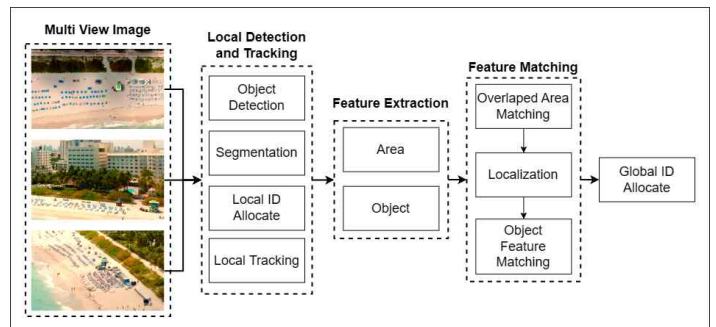 Multi View Image
Local Detection
and Tracking
Object
Detection
Segmentation
Local ID
Allocate
Local Tracking
Feature Extraction
Area
Object
Feature Matching
Overlaped Area
Matching
Localization
Object
Feature
Matching
Global ID
Allocate